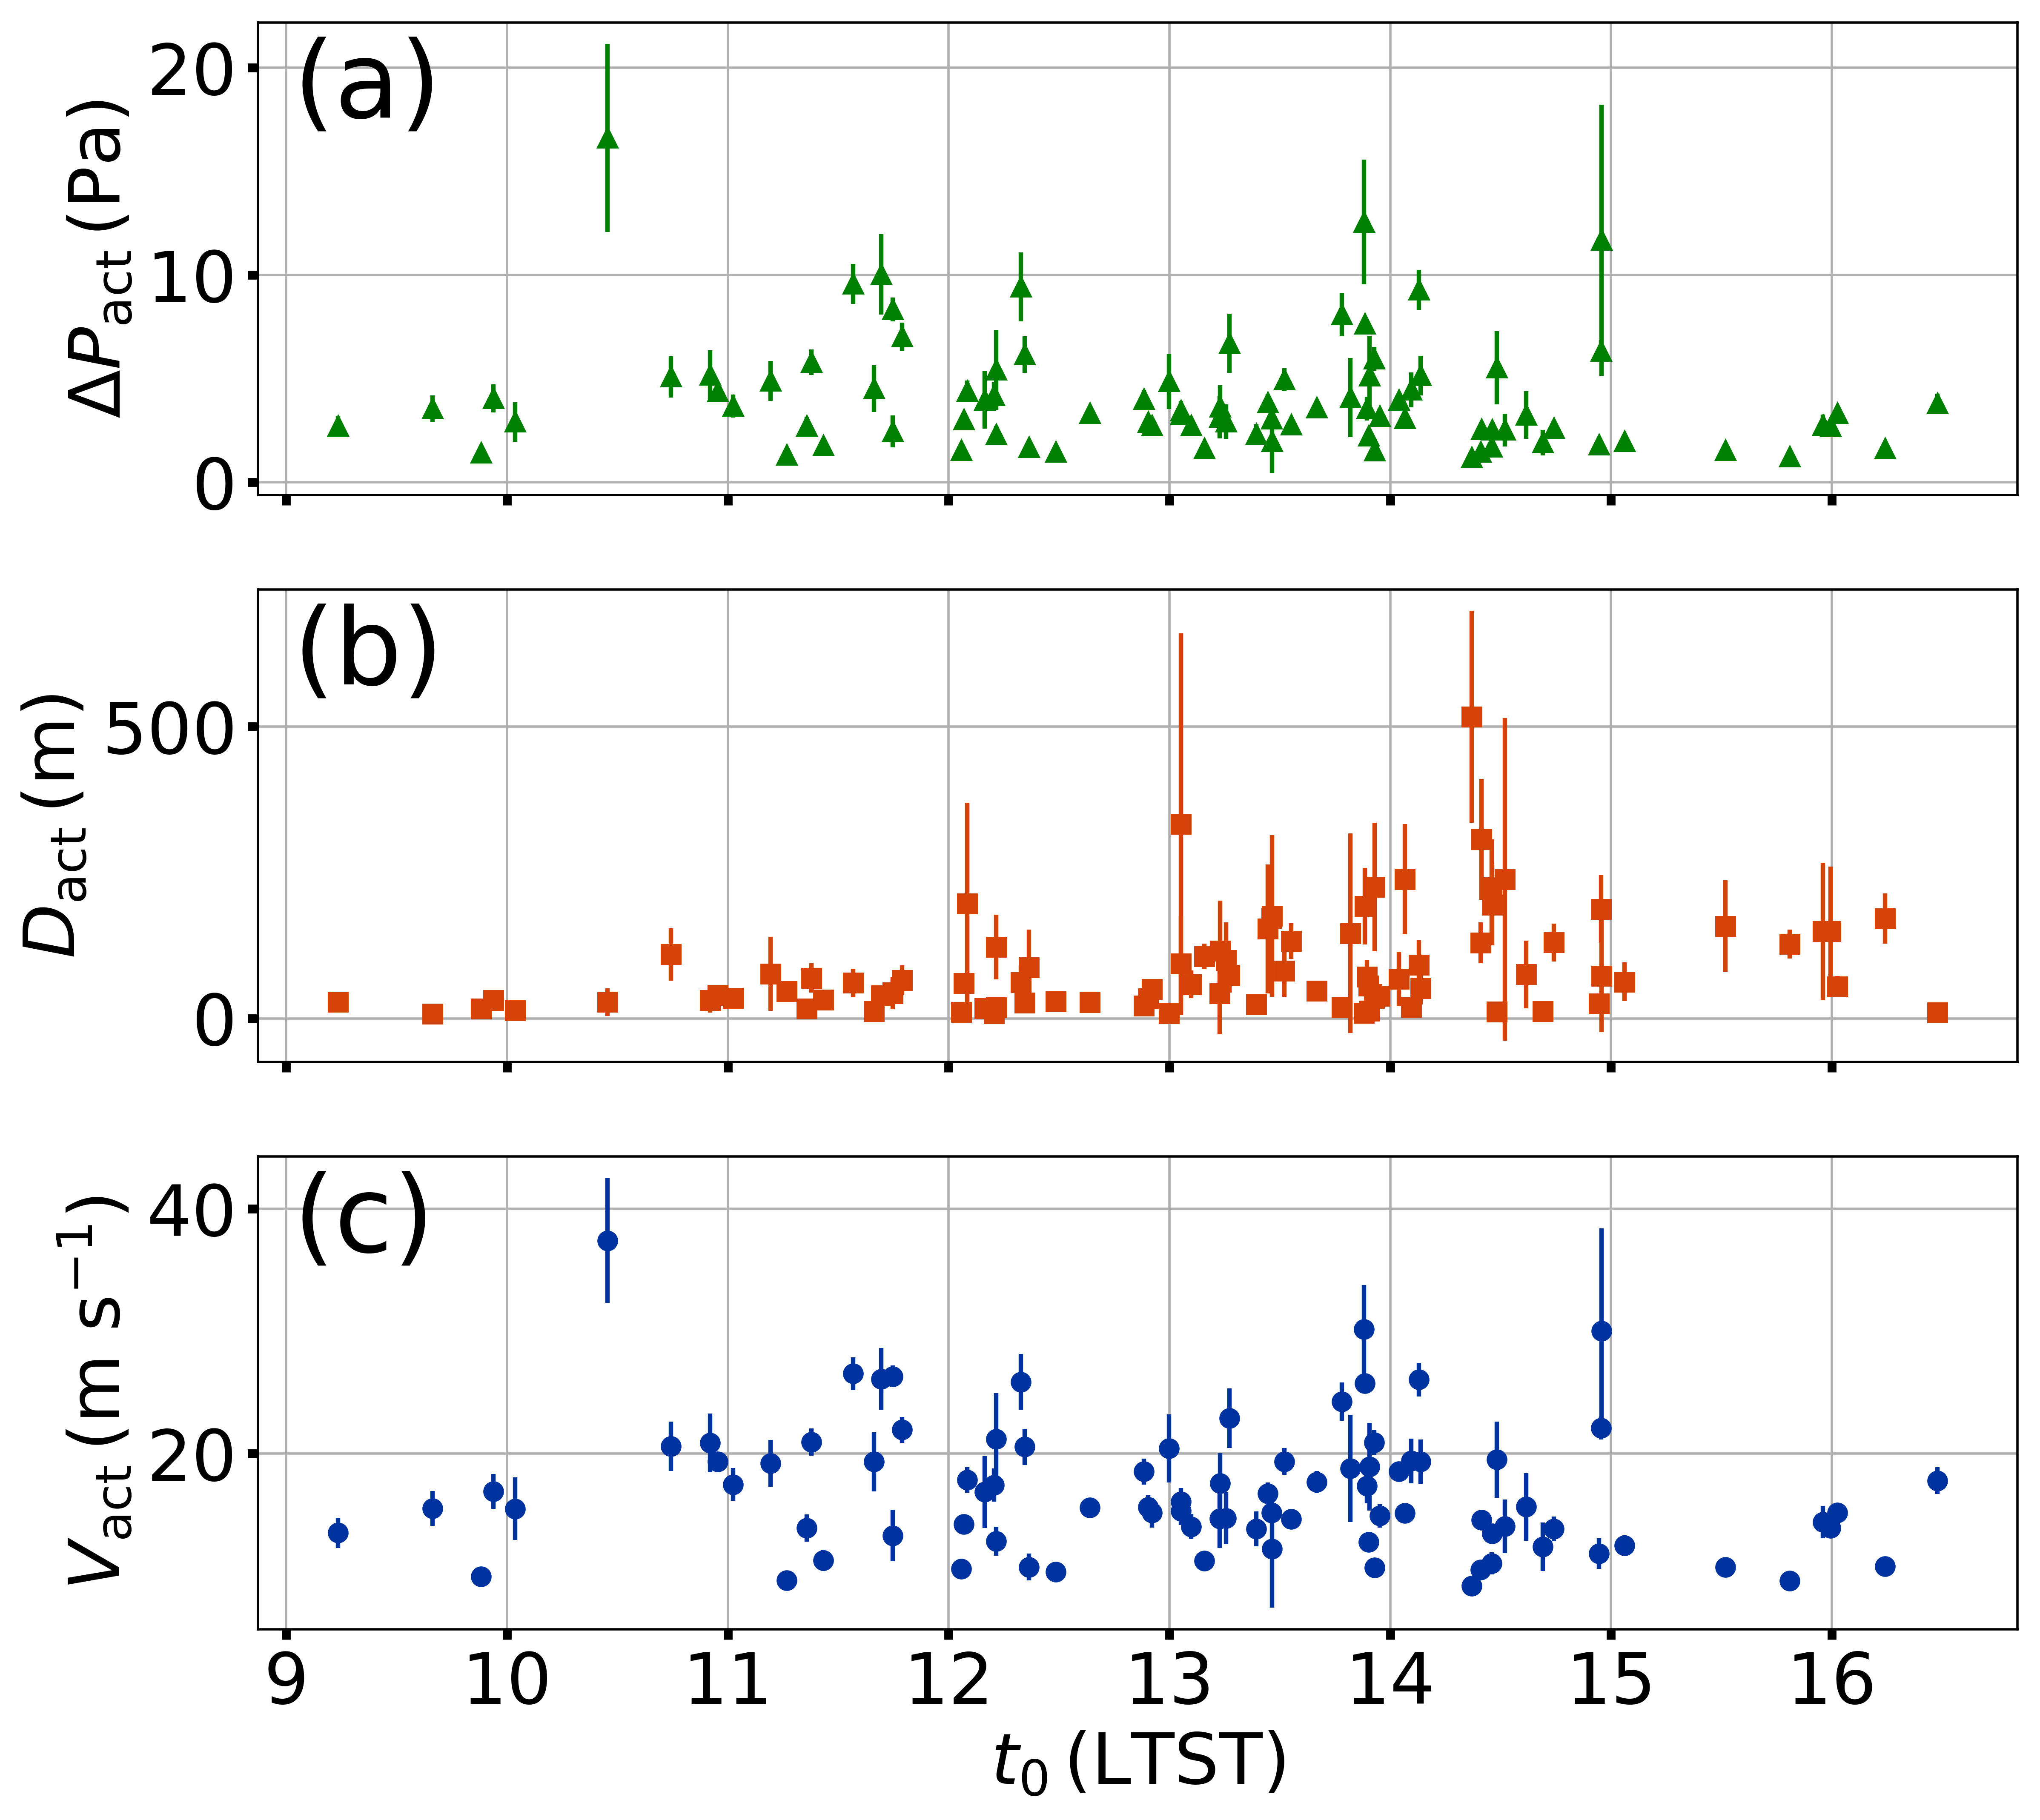 (a)
20
10
0
ΔP_act (Pa)
(b)
500
0
D_act (m)
(c)
40
20
V_act (m s⁻¹)
9 10 11 12 13 14 15 16
t₀ (LTST)